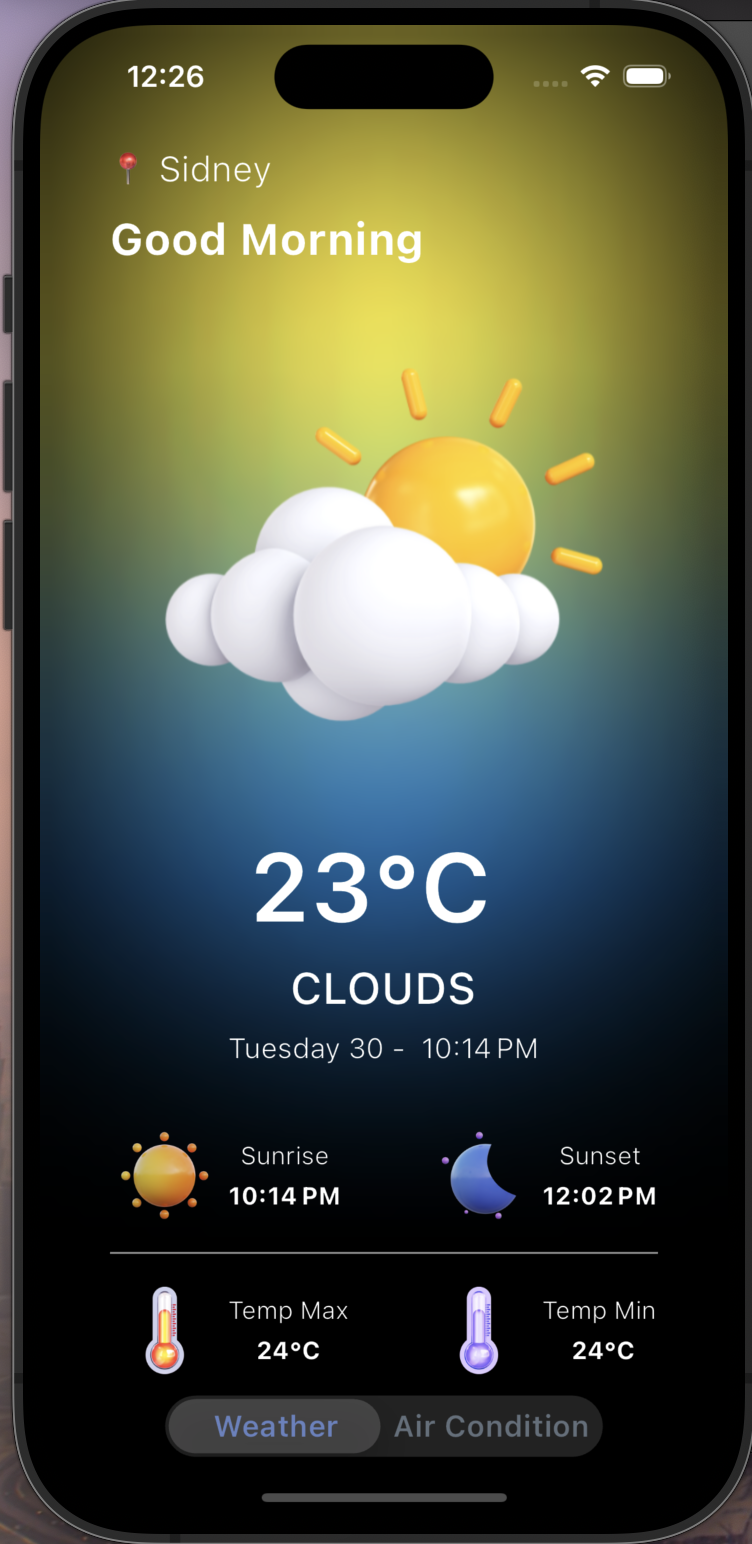 12:26
Sidney
Good Morning
23°C
CLOUDS
Tuesday 30 - 10:14 PM
Sunrise
10:14 PM
Sunset
12:02 PM
Temp Max
24°C
Temp Min
24°C
Weather Air Condition